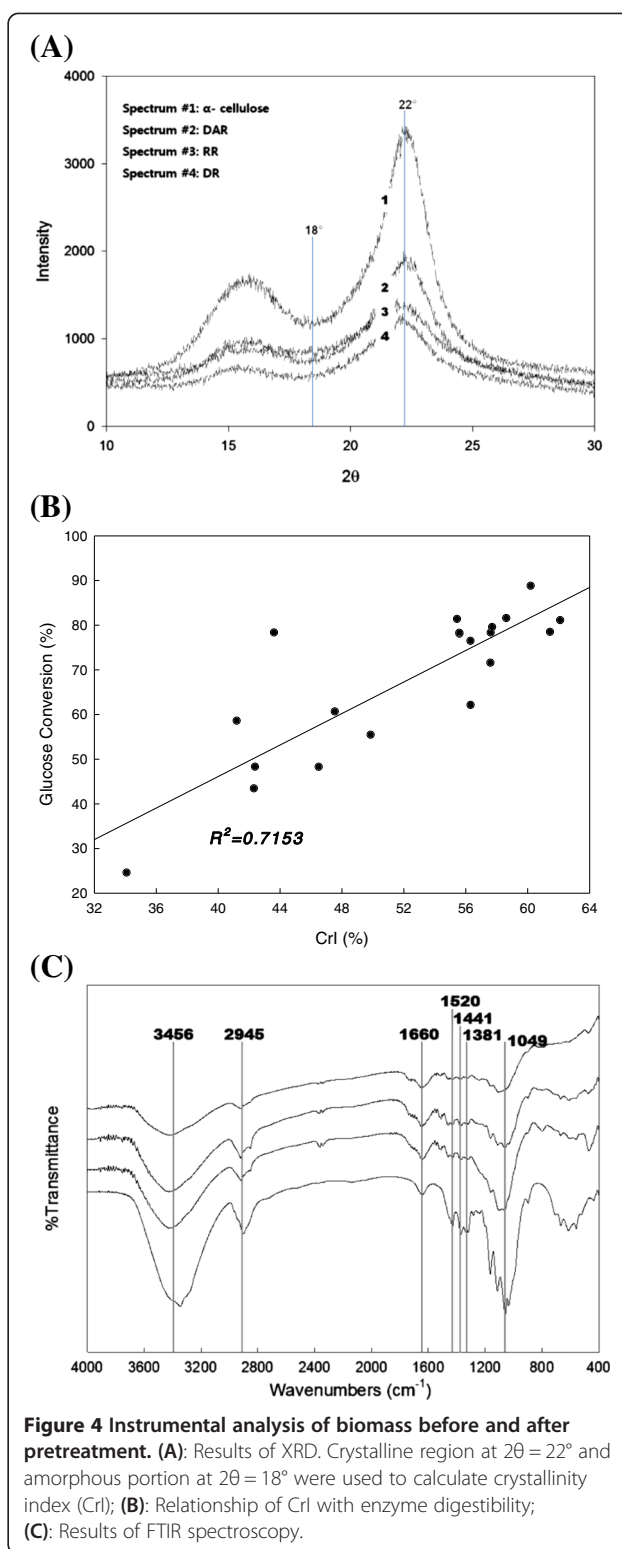 (A)
4000
3000
2000
1000
0
Intensity
Spectrum #1: α- cellulose
Spectrum #2: DAR
Spectrum #3: RR
Spectrum #4: DR
18°
22°
1
2
3
4
10
15
20
25
30
2θ
(B)
100
90
80
70
60
50
40
30
20
Glucose Conversion (%)
R²=0.7153
32
36
40
44
48
52
56
60
64
CrI (%)
(C)
3456
2945
1660
1520
1441
1381
1049
%Transmittance
4000
3600
3200
2800
2400
2000
1600
1200
800
400
Wavenumbers (cm⁻¹)
Figure 4 Instrumental analysis of biomass before and after
pretreatment. (A): Results of XRD. Crystalline region at 2θ = 22° and
amorphous portion at 2θ = 18° were used to calculate crystallinity
index (CrI); (B): Relationship of CrI with enzyme digestibility;
(C): Results of FTIR spectroscopy.